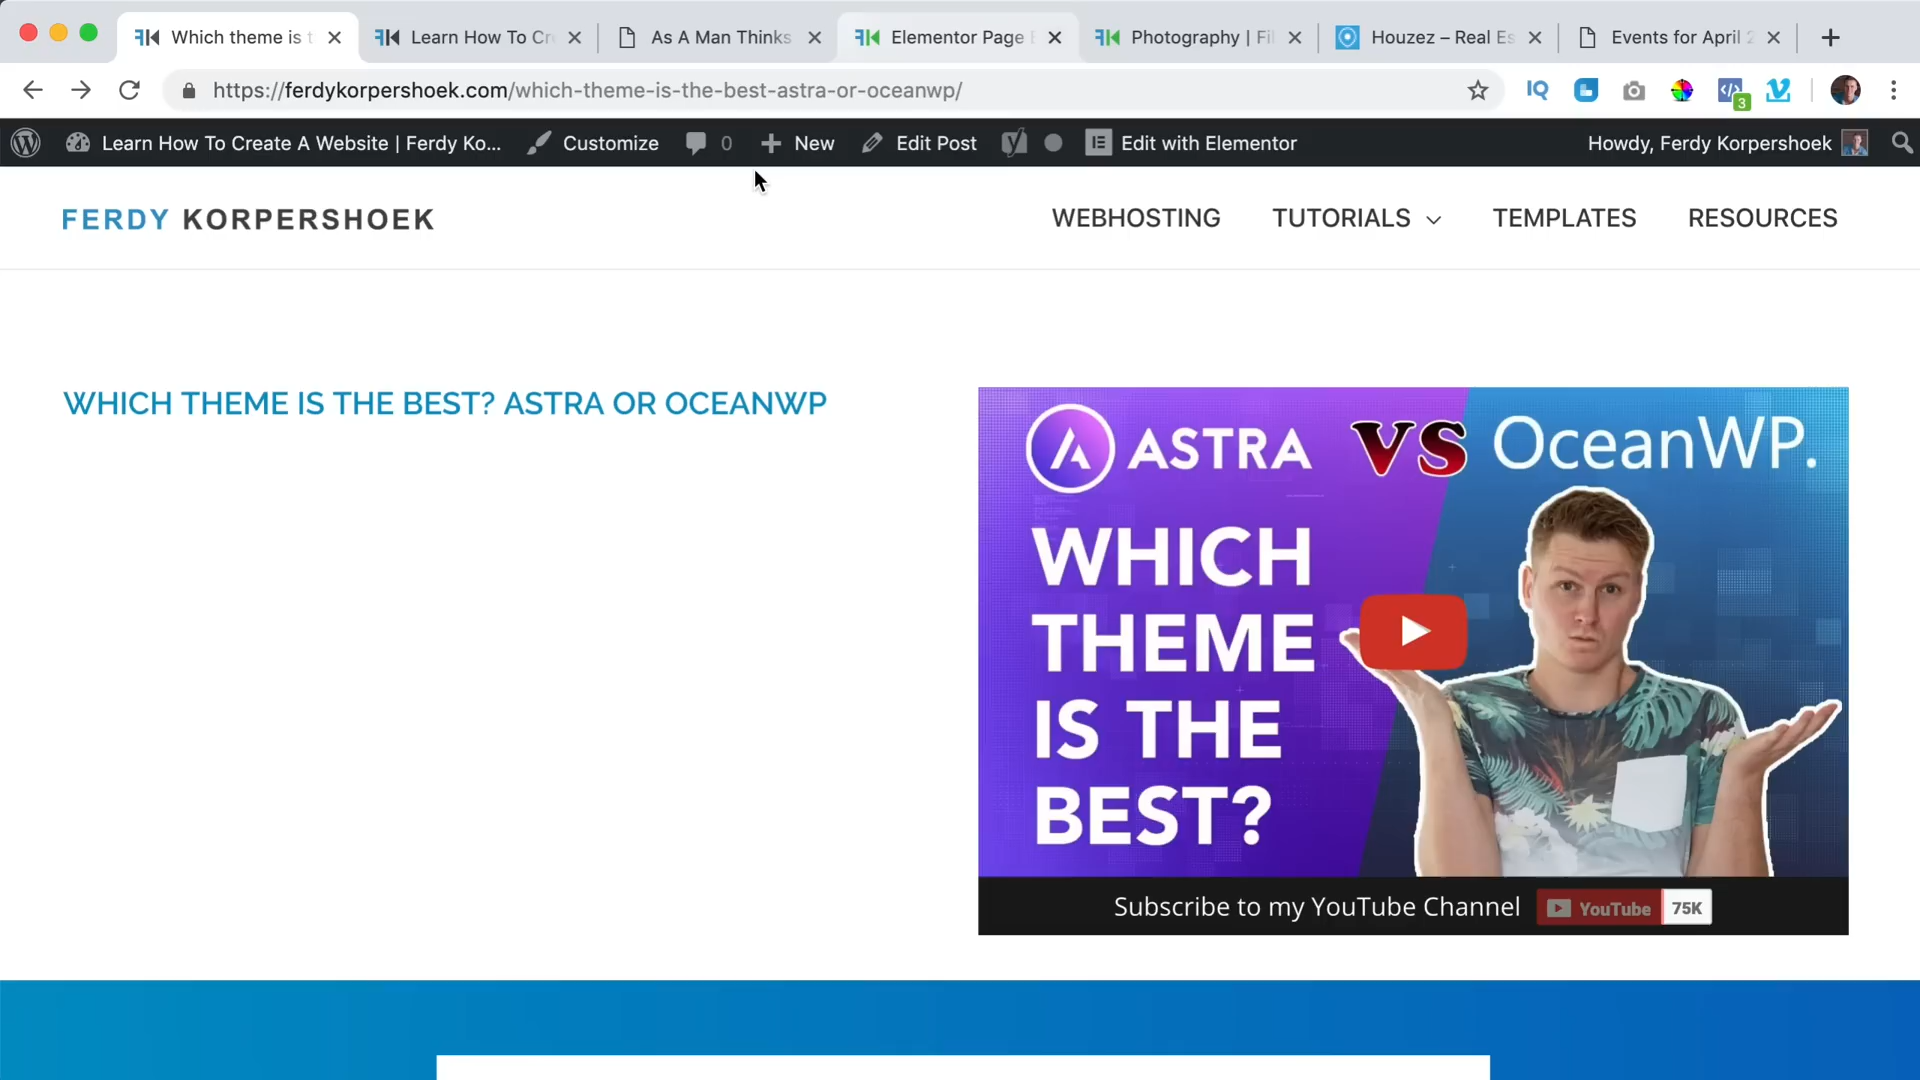 Which theme is t
Learn How To Cr
As A Man Thinks
Elementor Page
Photography | Fi
Houzez – Real Es
Events for April 2
https://ferdykorpershoek.com/which-theme-is-the-best-astra-or-oceanwp/
IQ
3
Learn How To Create A Website | Ferdy Ko...
Customize
0
New
Edit Post
Edit with Elementor
Howdy, Ferdy Korpershoek
FERDY KORPERSHOEK
WEBHOSTING
TUTORIALS
TEMPLATES
RESOURCES
WHICH THEME IS THE BEST? ASTRA OR OCEANWP
ASTRA VS OceanWP.
WHICH
THEME
IS THE
BEST?
Subscribe to my YouTube Channel
YouTube 75K